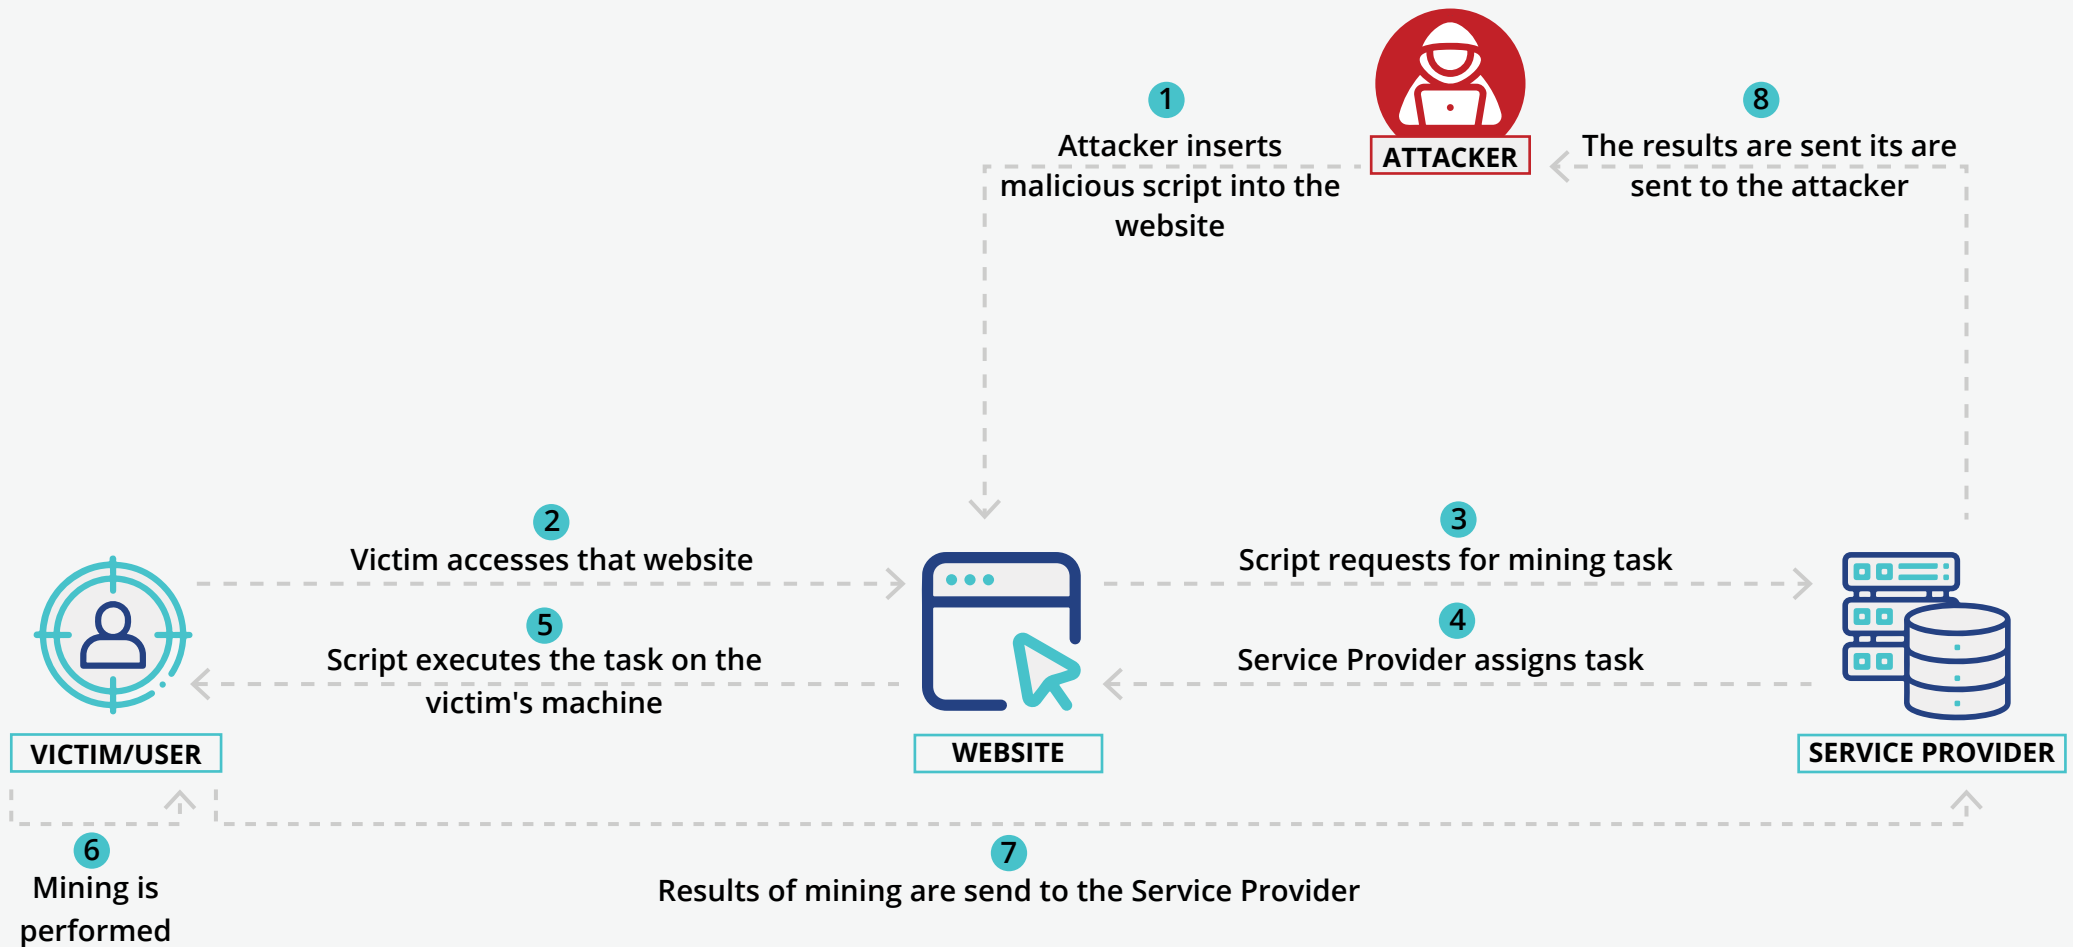 1
Attacker inserts
malicious script into the
website
ATTACKER
8
The results are sent its are
sent to the attacker
2
Victim accesses that website
3
Script requests for mining task
5
Script executes the task on the
victim's machine
4
Service Provider assigns task
VICTIM/USER
WEBSITE
SERVICE PROVIDER
6
Mining is
performed
7
Results of mining are send to the Service Provider